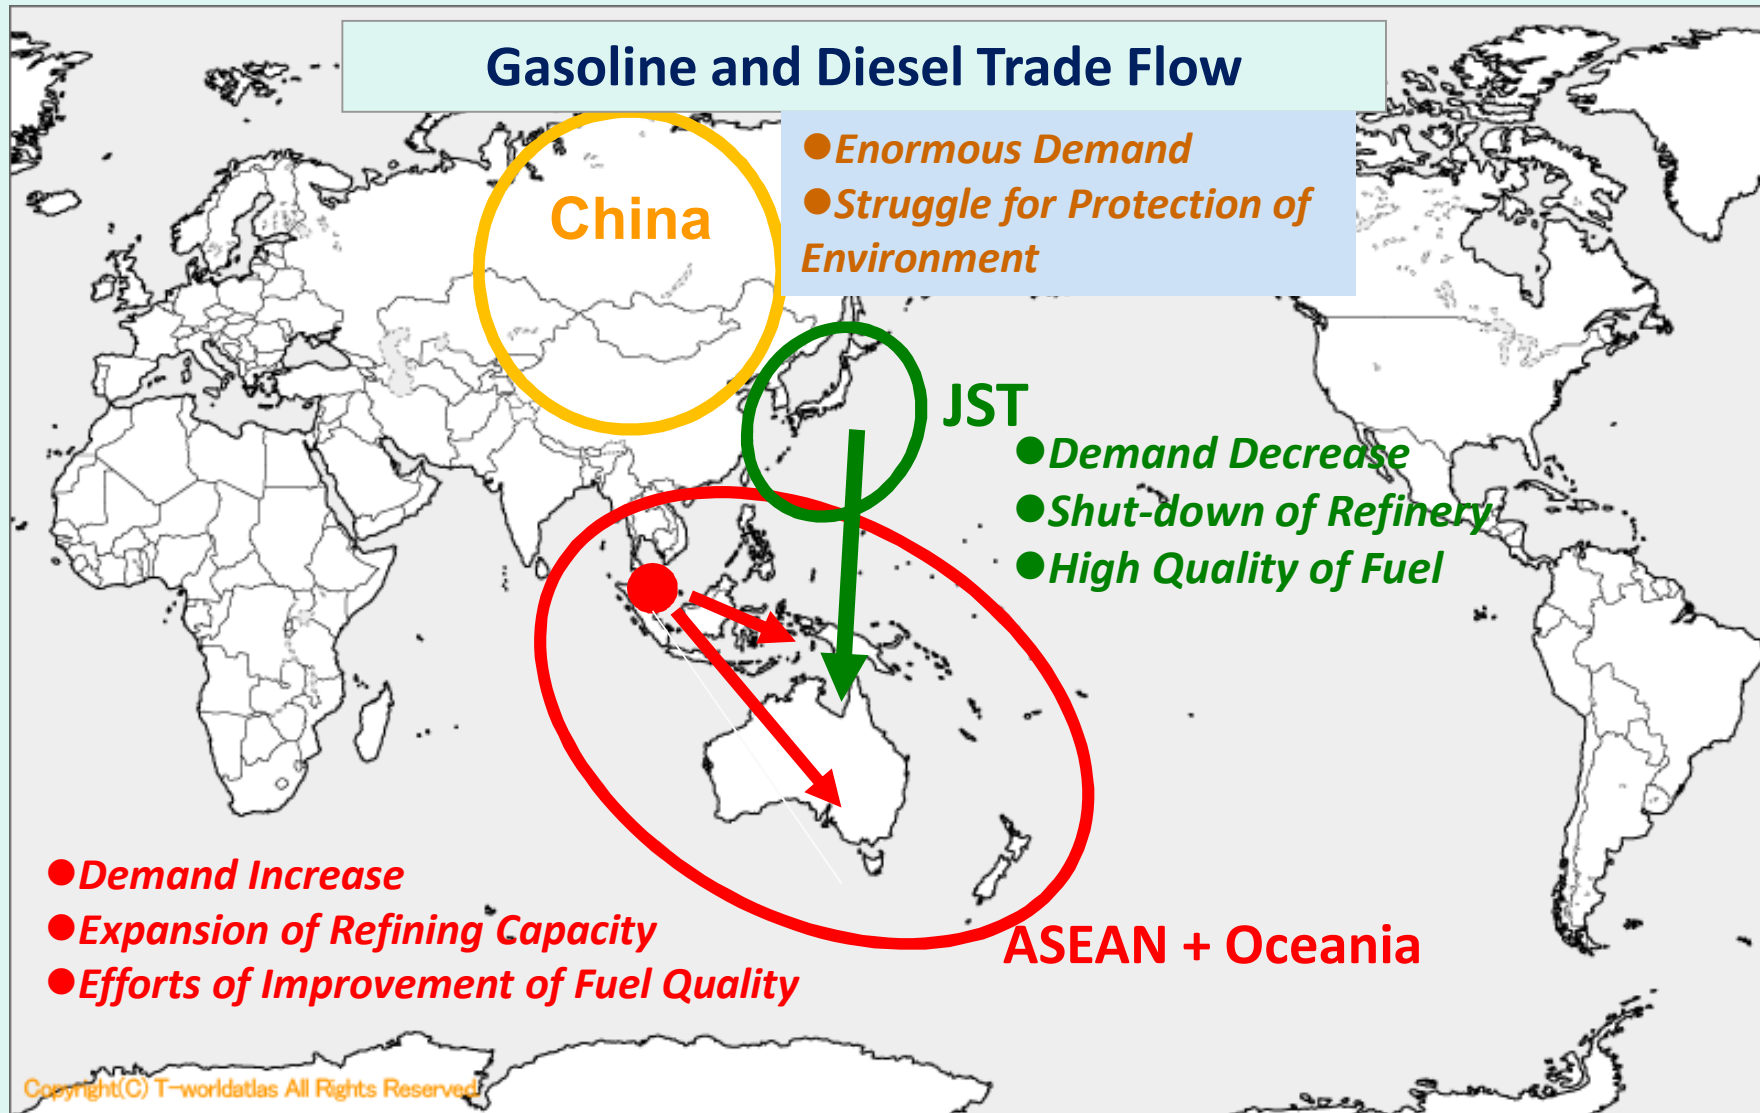 Gasoline and Diesel Trade Flow
●Enormous Demand
●Struggle for Protection of
Environment
China
JST
●Demand Decrease
●Shut-down of Refinery
●High Quality of Fuel
●Demand Increase
●Expansion of Refining Capacity
●Efforts of Improvement of Fuel Quality
ASEAN + Oceania
Copyright(C) T-worldatlas All Rights Reserved